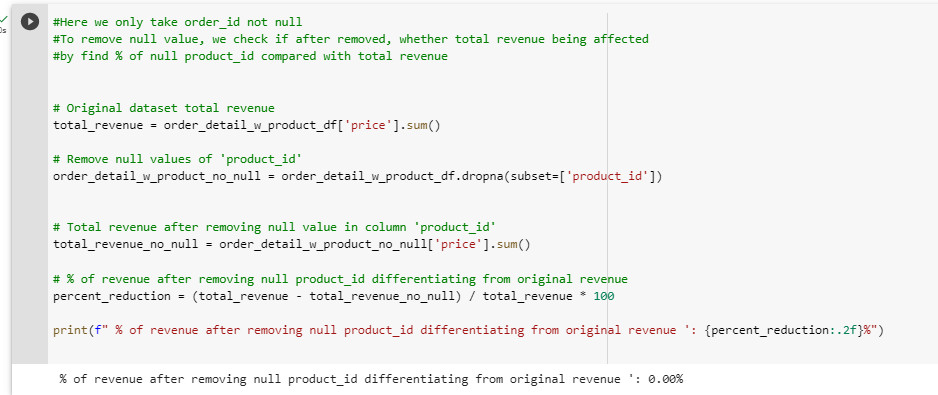 0s
#Here we only take order_id not null
#To remove null value, we check if after removed, whether total revenue being affected
#by find % of null product_id compared with total revenue
# Original dataset total revenue
total_revenue = order_detail_w_product_df['price'].sum()
# Remove null values of 'product_id'
order_detail_w_product_no_null = order_detail_w_product_df.dropna(subset=['product_id'])
# Total revenue after removing null value in column 'product_id'
total_revenue_no_null = order_detail_w_product_no_null['price'].sum()
# % of revenue after removing null product_id differentiating from original revenue
percent_reduction = (total_revenue - total_revenue_no_null) / total_revenue * 100
print(f" % of revenue after removing null product_id differentiating from original revenue ': {percent_reduction:.2f}%")
% of revenue after removing null product_id differentiating from original revenue ': 0.00%